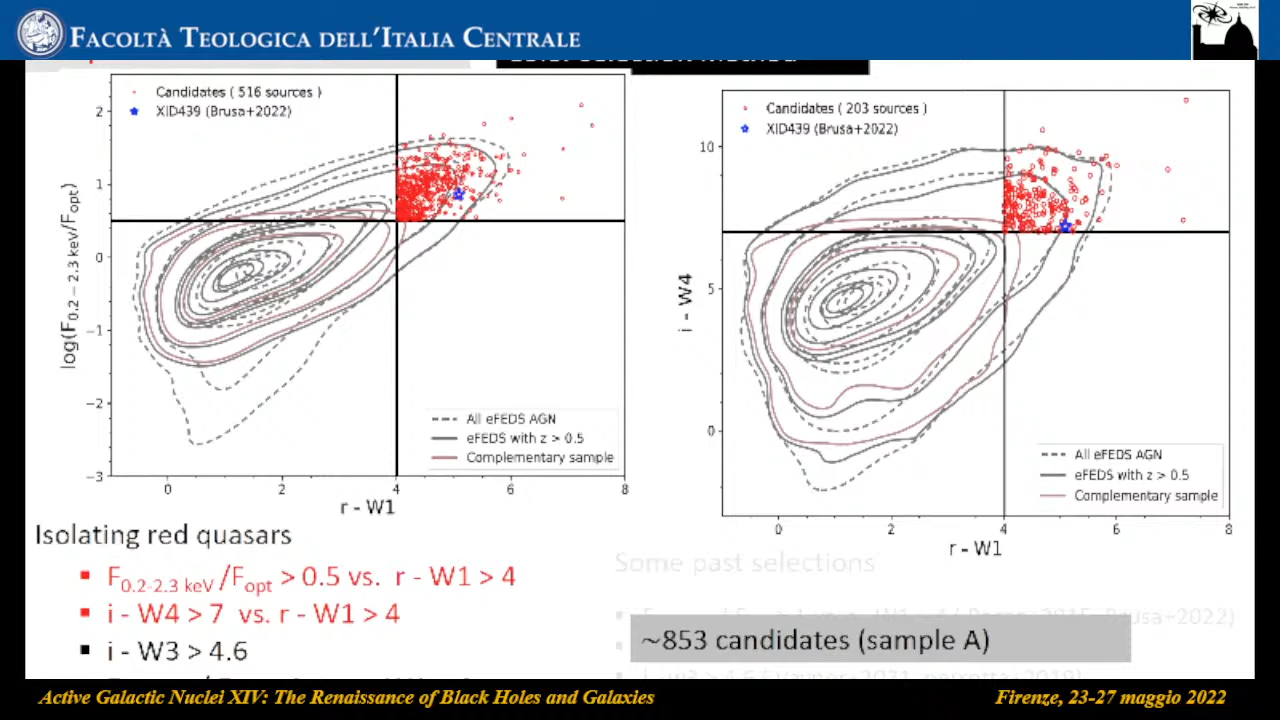 FACOLTÀ TEOLOGICA DELL'ITALIA CENTRALE
Candidates ( 516 sources )
XID439 (Brusa+2022)
2
1
0
−1
−2
−3
log(F0.2 − 2.3 keV/Fopt)
All eFEDS AGN
eFEDS with z > 0.5
Complementary sample
0 2 4 6 8
r - W1
Candidates ( 203 sources )
XID439 (Brusa+2022)
10
5
0
i - W4
All eFEDS AGN
eFEDS with z > 0.5
Complementary sample
0 2 4 6 8
r - W1
Isolating red quasars
F0.2-2.3 keV /Fopt > 0.5 vs. r - W1 > 4
i - W4 > 7 vs. r - W1 > 4
i - W3 > 4.6
Some past selections
~853 candidates (sample A)
Active Galactic Nuclei XIV: The Renaissance of Black Holes and Galaxies
Firenze, 23-27 maggio 2022